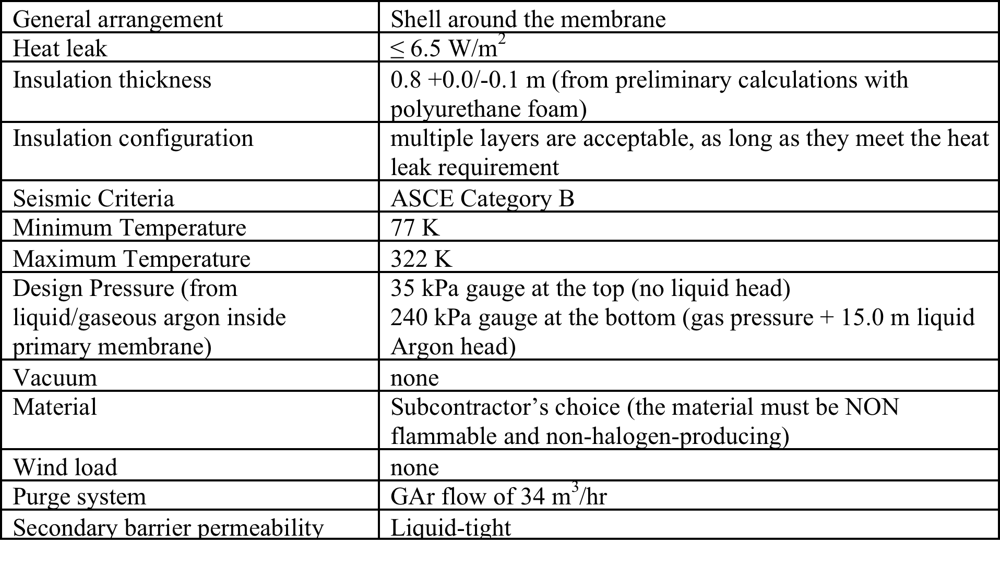 General arrangement
Shell around the membrane
Heat leak
≤ 6.5 W/m²
Insulation thickness
0.8 +0.0/-0.1 m (from preliminary calculations with
polyurethane foam)
Insulation configuration
multiple layers are acceptable, as long as they meet the heat
leak requirement
Seismic Criteria
ASCE Category B
Minimum Temperature
77 K
Maximum Temperature
322 K
Design Pressure (from
liquid/gaseous argon inside
primary membrane)
35 kPa gauge at the top (no liquid head)
240 kPa gauge at the bottom (gas pressure + 15.0 m liquid
Argon head)
Vacuum
none
Material
Subcontractor’s choice (the material must be NON
flammable and non-halogen-producing)
Wind load
none
Purge system
GAr flow of 34 m³/hr
Secondary barrier permeability
Liquid-tight